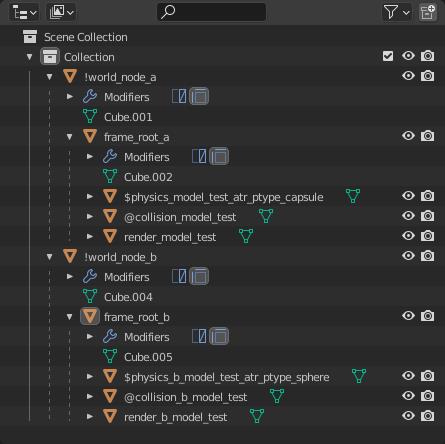 Scene Collection
Collection
!world_node_a
Modifiers
Cube.001
frame_root_a
Modifiers
Cube.002
$physics_model_test_atr_ptype_capsule
@collision_model_test
render_model_test
!world_node_b
Modifiers
Cube.004
frame_root_b
Modifiers
Cube.005
$physics_b_model_test_atr_ptype_sphere
@collision_b_model_test
render_b_model_test